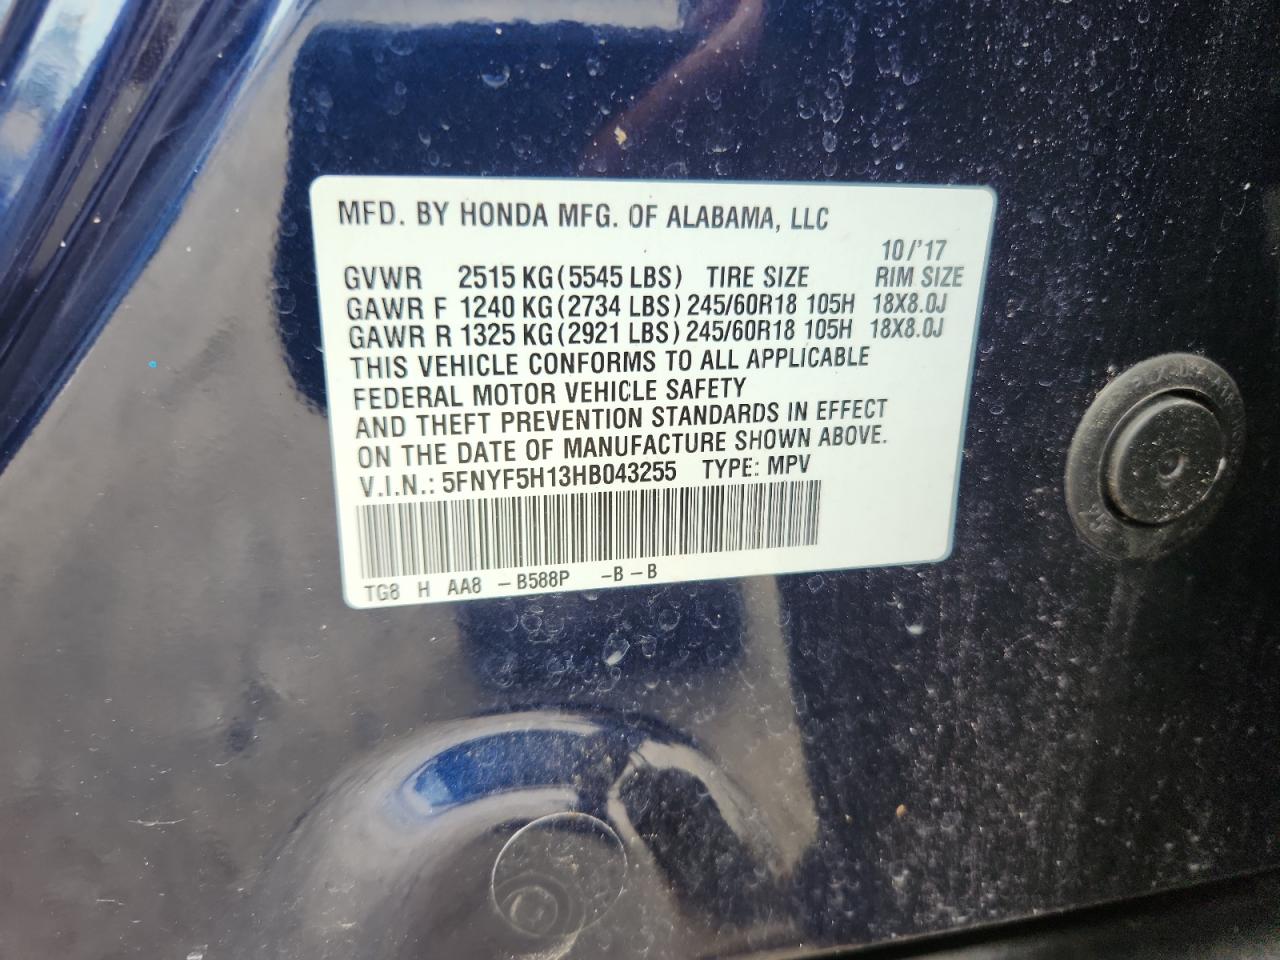 MFD. BY HONDA MFG. OF ALABAMA, LLC
10/'17
GVWR 2515 KG (5545 LBS) TIRE SIZE RIM SIZE
GAWR F 1240 KG (2734 LBS) 245/60R18 105H 18X8.0J
GAWR R 1325 KG (2921 LBS) 245/60R18 105H 18X8.0J
THIS VEHICLE CONFORMS TO ALL APPLICABLE
FEDERAL MOTOR VEHICLE SAFETY
AND THEFT PREVENTION STANDARDS IN EFFECT
ON THE DATE OF MANUFACTURE SHOWN ABOVE.
V.I.N.: 5FNYF5H13HB043255 TYPE: MPV
TG8 H AA8 - B588P -B - B